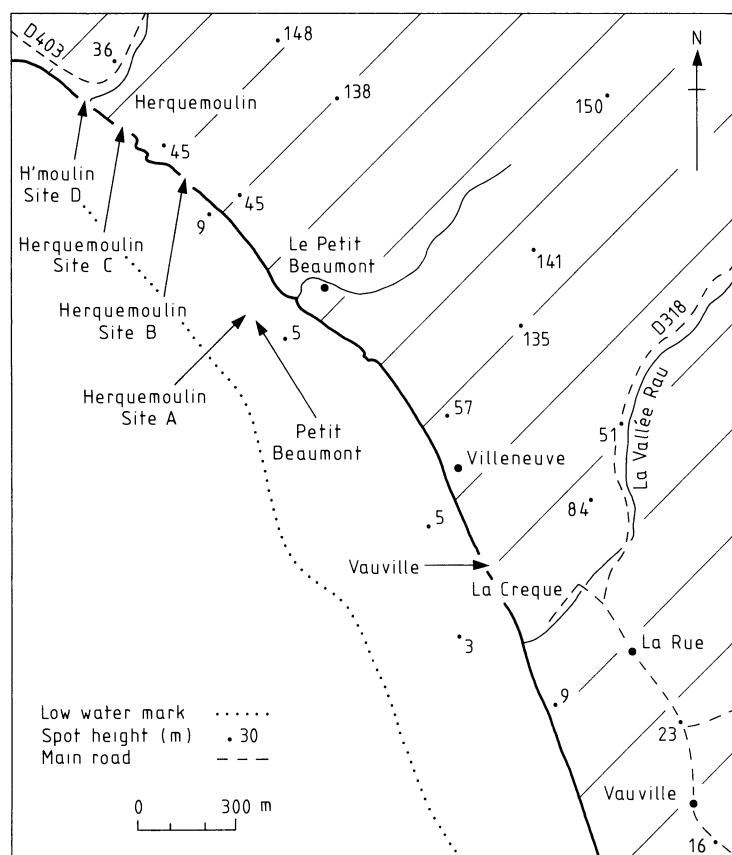 D403
36
148
N
Herquemoulin
138
150
45
H'moulin
Site D
45
9
Herquemoulin
Site C
Le Petit
Beaumont
141
Herquemoulin
Site B
D318
5
135
Herquemoulin
Site A
Petit
Beaumont
57
51
La Vallée Rau
Villeneuve
84
5
Vauville
La Creque
3
La Rue
9
23
Low water mark
Spot height (m) 30
Main road
Vauville
0 300 m
16